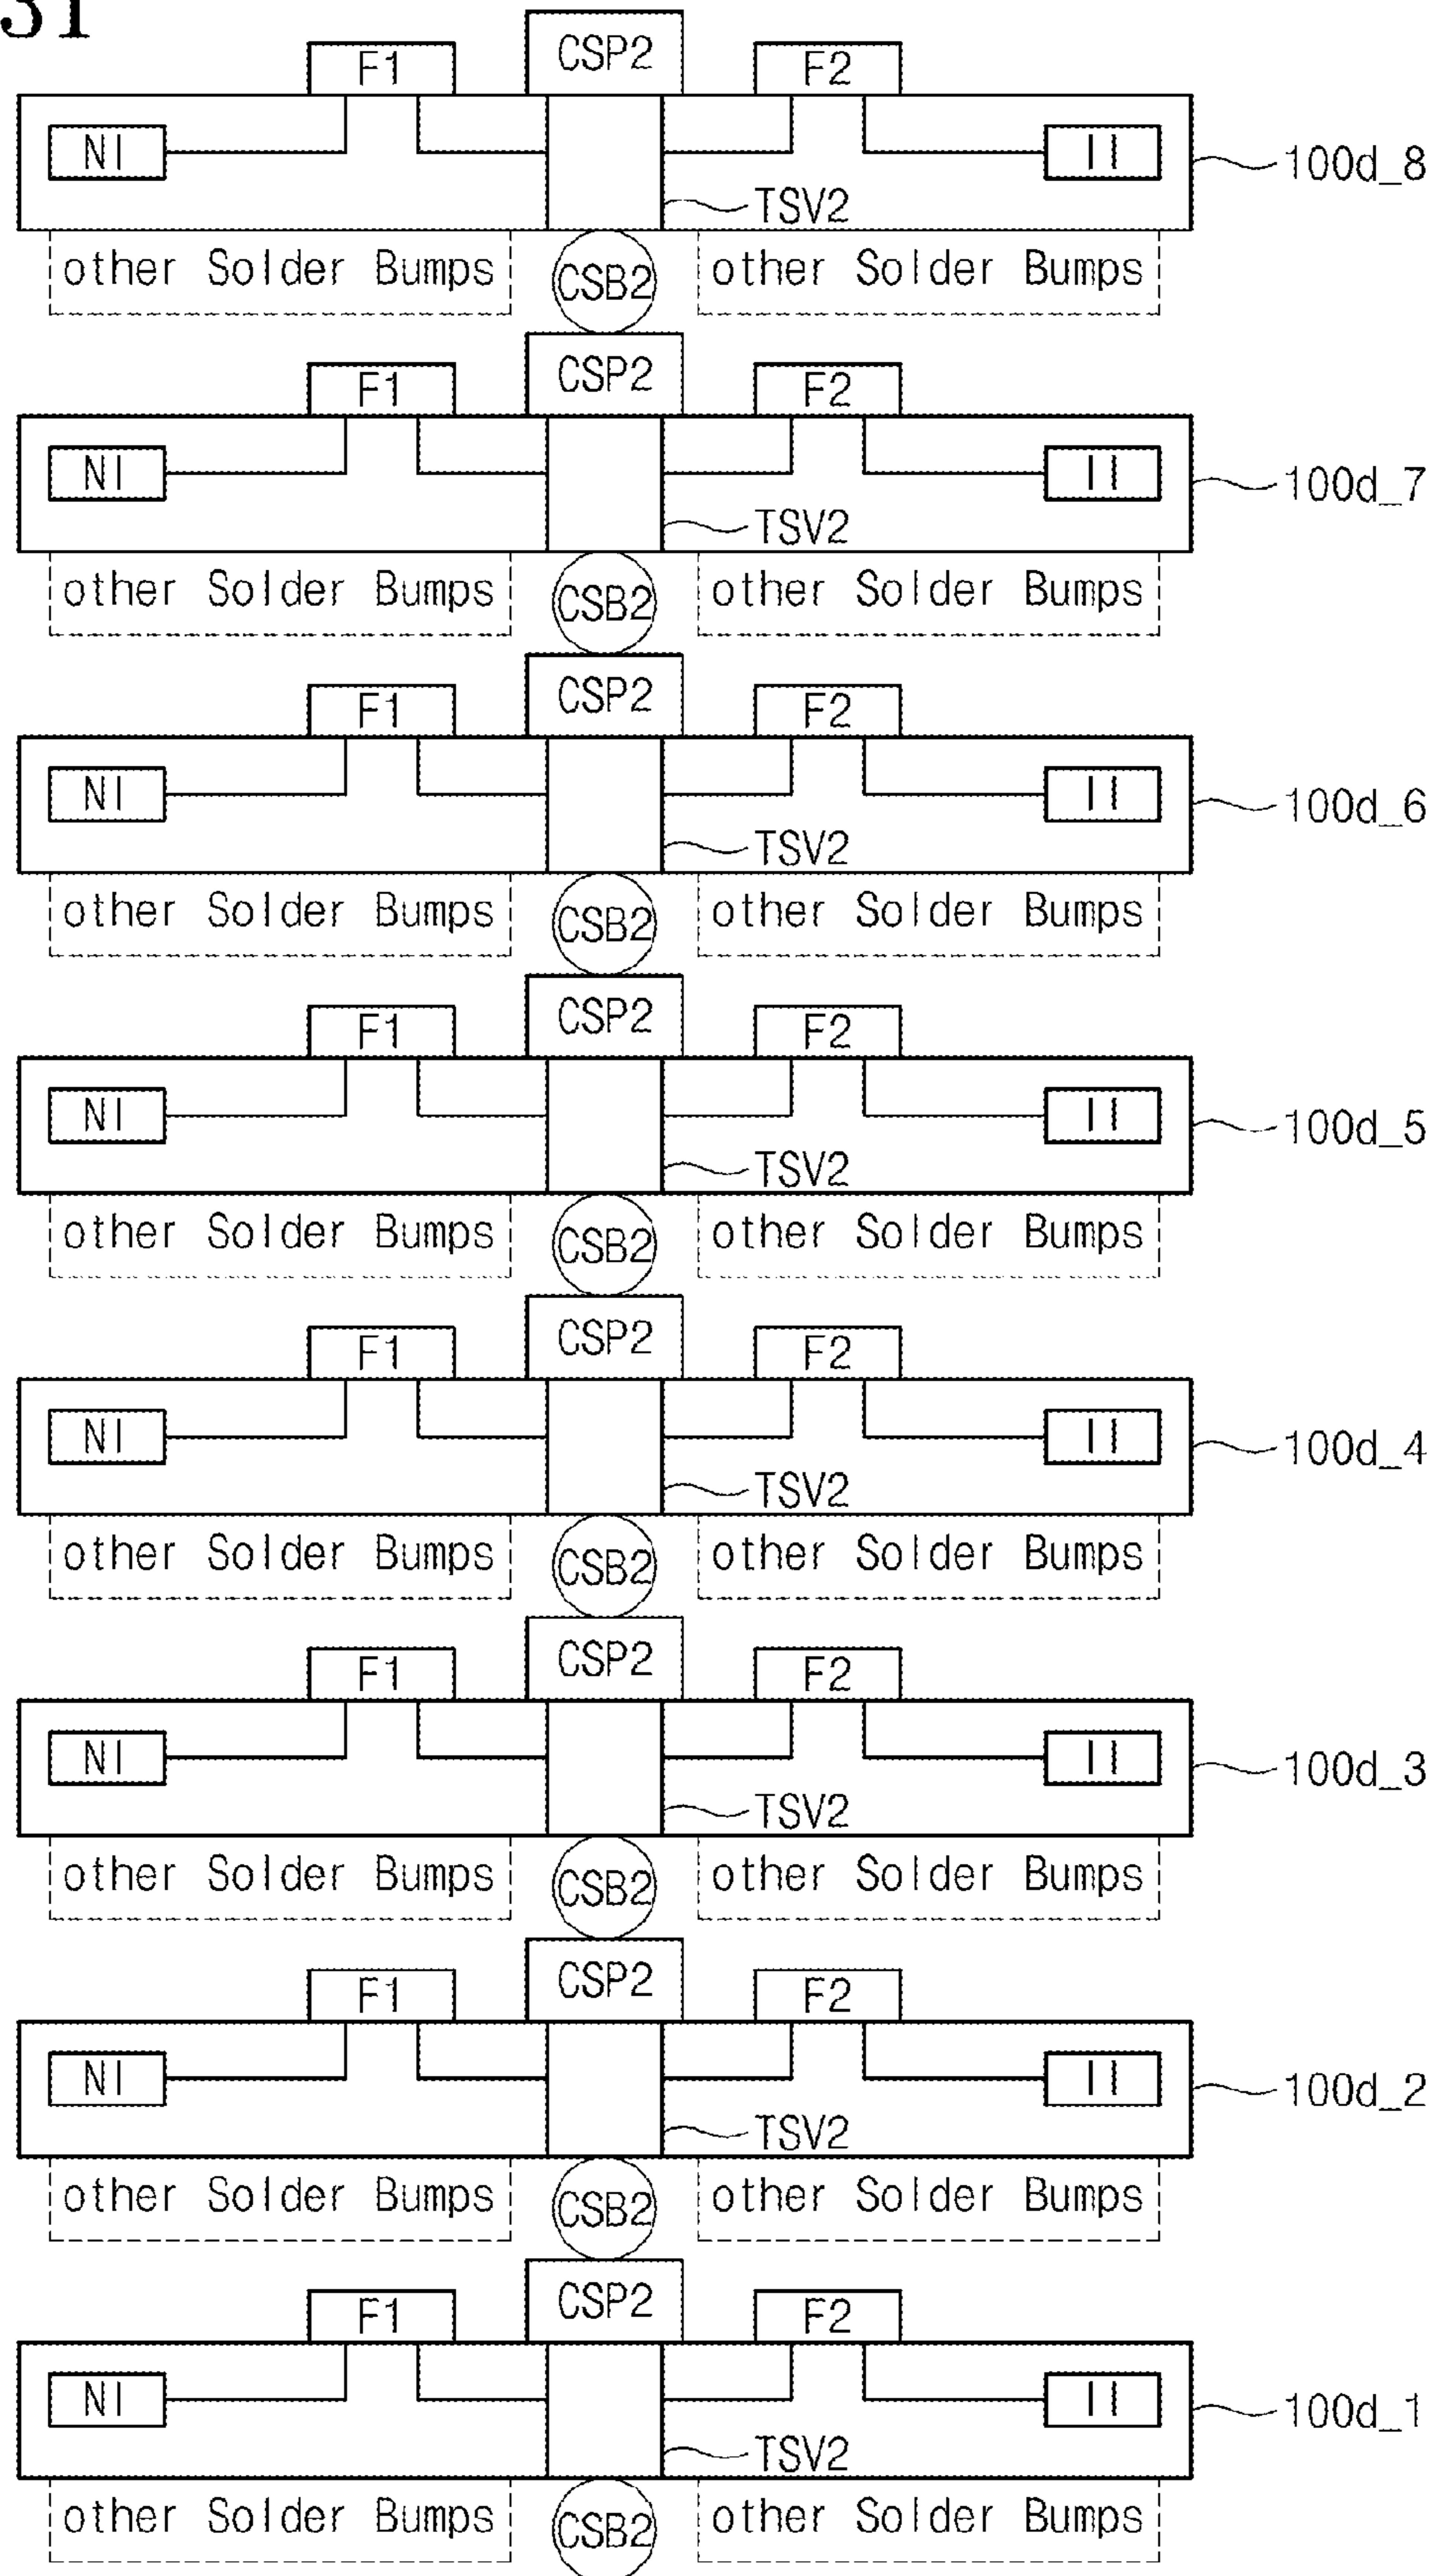 31
F1 CSP2 F2
NI II 100d_8
TSV2
other Solder Bumps CSB2 other Solder Bumps
F1 CSP2 F2
NI II 100d_7
TSV2
other Solder Bumps CSB2 other Solder Bumps
F1 CSP2 F2
NI II 100d_6
TSV2
other Solder Bumps CSB2 other Solder Bumps
F1 CSP2 F2
NI II 100d_5
TSV2
other Solder Bumps CSB2 other Solder Bumps
F1 CSP2 F2
NI II 100d_4
TSV2
other Solder Bumps CSB2 other Solder Bumps
F1 CSP2 F2
NI II 100d_3
TSV2
other Solder Bumps CSB2 other Solder Bumps
F1 CSP2 F2
NI II 100d_2
TSV2
other Solder Bumps CSB2 other Solder Bumps
F1 CSP2 F2
NI II 100d_1
TSV2
other Solder Bumps CSB2 other Solder Bumps